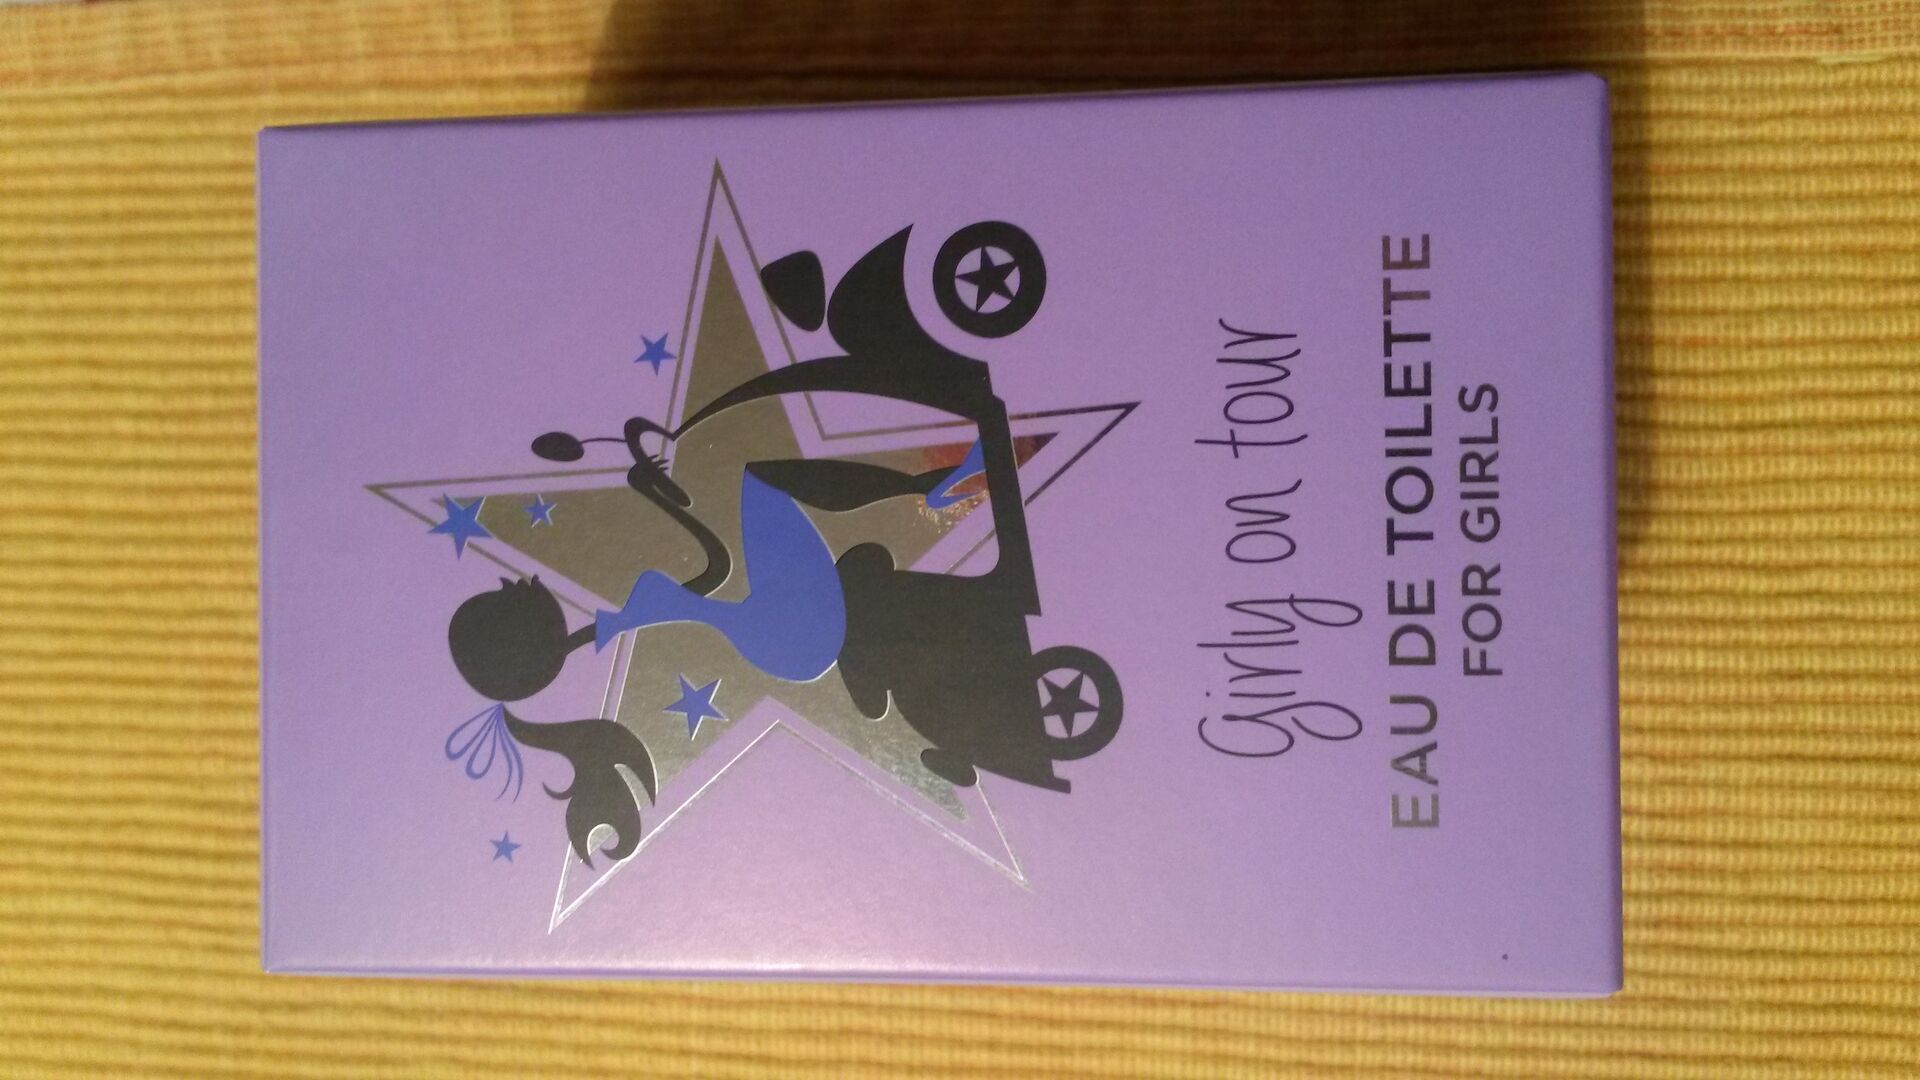 Girly on tour
EAU DE TOILETTE
FOR GIRLS